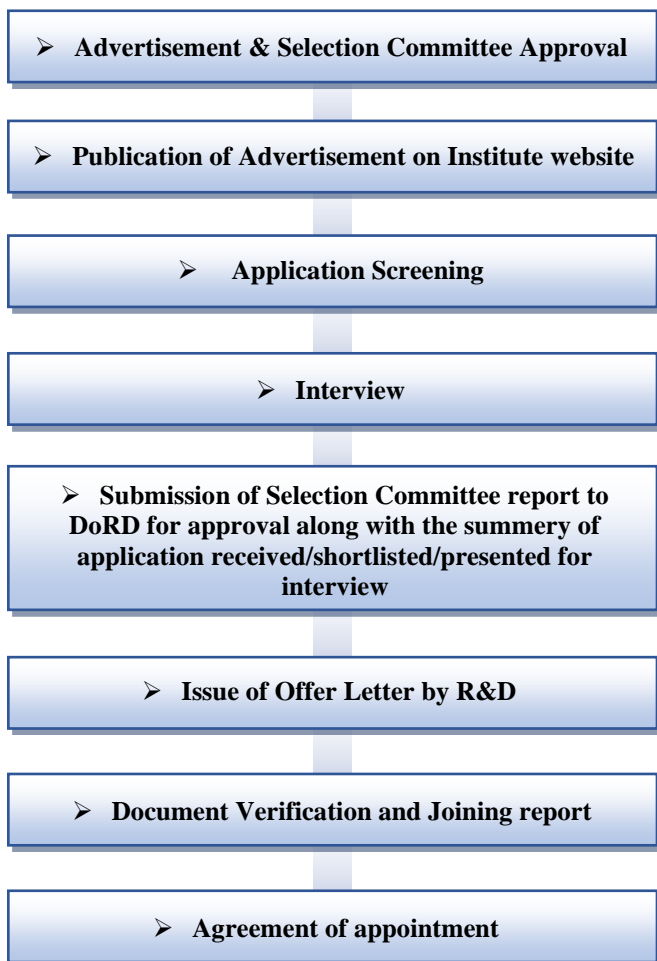 ➢ Advertisement & Selection Committee Approval
➢ Publication of Advertisement on Institute website
➢ Application Screening
➢ Interview
➢ Submission of Selection Committee report to
DoRD for approval along with the summery of
application received/shortlisted/presented for
interview
➢ Issue of Offer Letter by R&D
➢ Document Verification and Joining report
➢ Agreement of appointment